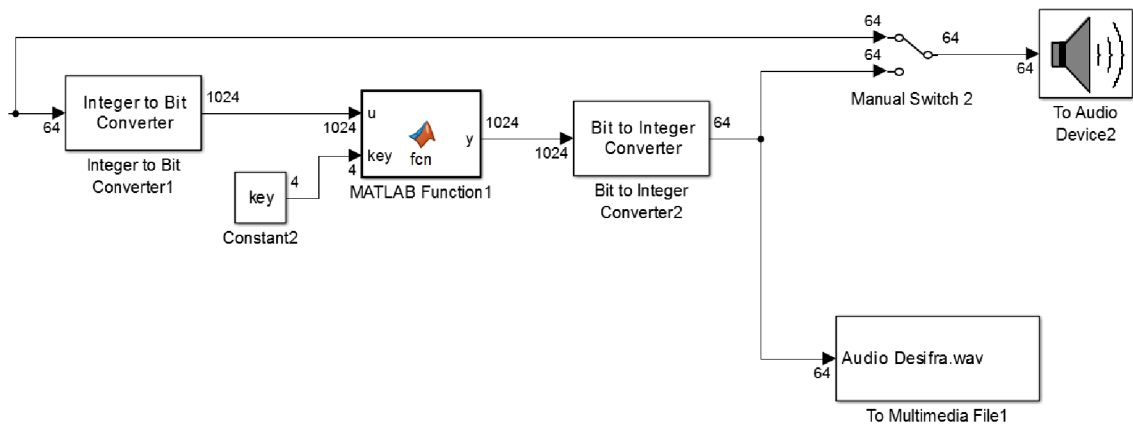 64
64
64
64
Manual Switch 2
64
To Audio
Device2
64
Integer to Bit
Converter
1024
Integer to Bit
Converter1
1024
u
key
4
fcn
y
1024
MATLAB Function1
key
4
Constant2
1024
Bit to Integer
Converter
64
Bit to Integer
Converter2
64
Audio Desifra.wav
To Multimedia File1